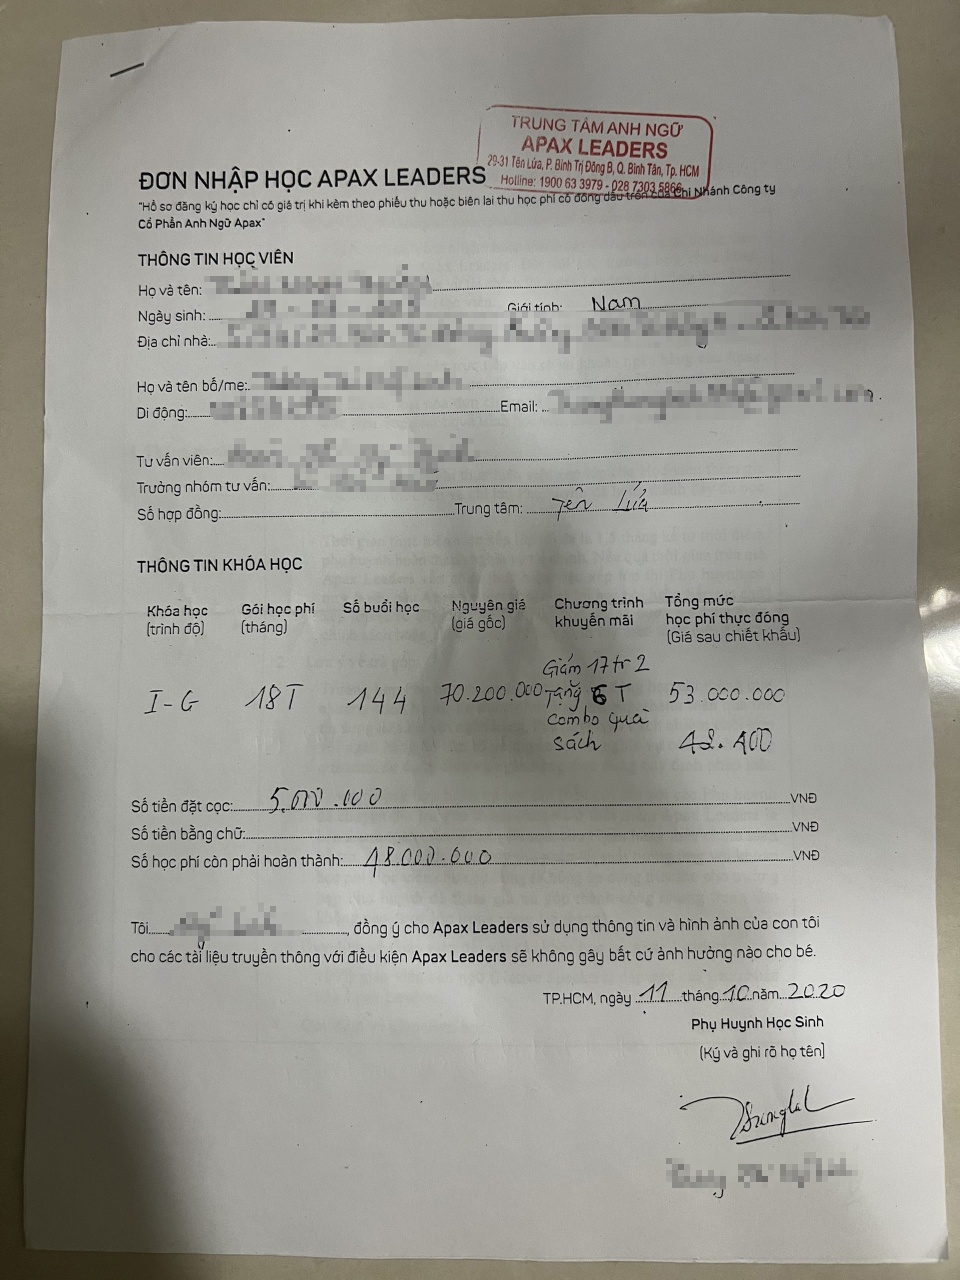 TRUNG TÂM ANH NGỮ
APAX LEADERS
29-31 Tên Lửa, P. Bình Trị Đông B, Q. Bình Tân, Tp. HCM
Hotline: 1900 63 3979 - 028 7303 5866
ĐƠN NHẬP HỌC APAX LEADERS
"Hồ sơ đăng ký học chỉ có giá trị khi kèm theo phiếu thu hoặc biên lai thu học phí có đóng dấu tròn của Chi Nhánh Công ty
Cổ Phần Anh Ngữ Apax"
THÔNG TIN HỌC VIÊN
Họ và tên:
Ngày sinh: Giới tính: Nam
Địa chỉ nhà:
Họ và tên bố/mẹ:
Di động: Email:
Tư vấn viên:
Trưởng nhóm tư vấn:
Số hợp đồng: Trung tâm: Tên Lửa
THÔNG TIN KHÓA HỌC
Khóa học Gói học phí Số buổi học Nguyên giá Chương trình Tổng mức
(trình độ) (tháng) (giá gốc) khuyến mãi học phí thực đóng
(Giá sau chiết khấu)
Giảm 17tr2
I-G 18T 144 70.200.000 Tặng 6T 53.000.000
combo quà
sách 48.400
Số tiền đặt cọc: 5.000.000 VNĐ
Số tiền bằng chữ: VNĐ
Số học phí còn phải hoàn thành: 48.000.000 VNĐ
Tôi, đồng ý cho Apax Leaders sử dụng thông tin và hình ảnh của con tôi
cho các tài liệu truyền thông với điều kiện Apax Leaders sẽ không gây bất cứ ảnh hưởng nào cho bé.
TP.HCM, ngày 11 tháng 10 năm 2020
Phụ Huynh Học Sinh
(Ký và ghi rõ họ tên)